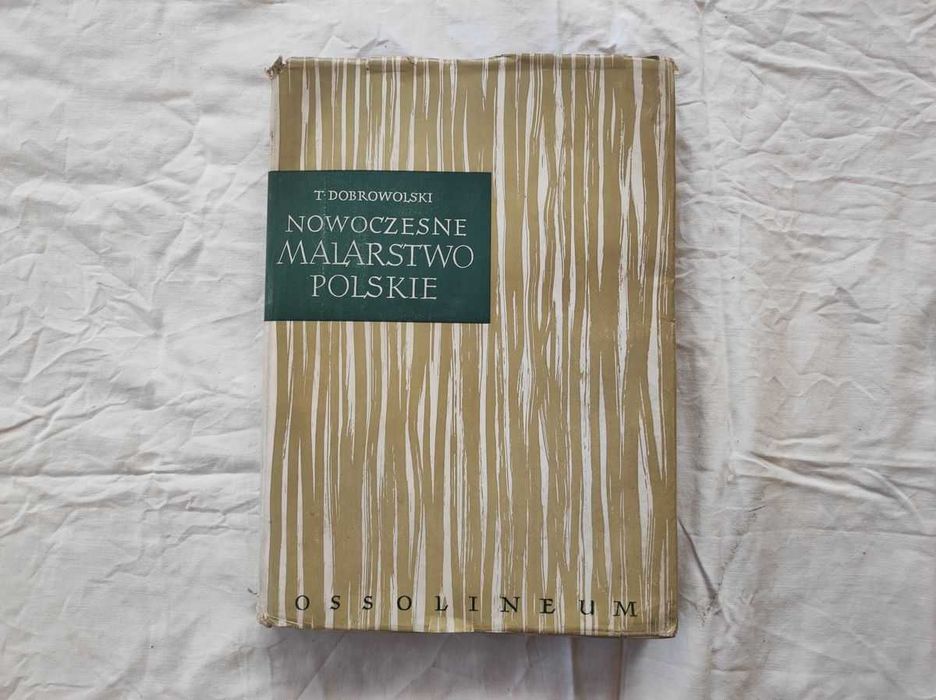 T. DOBROWOLSKI
NOWOCZESNE
MALARSTWO
POLSKIE
OSSOLINEUM